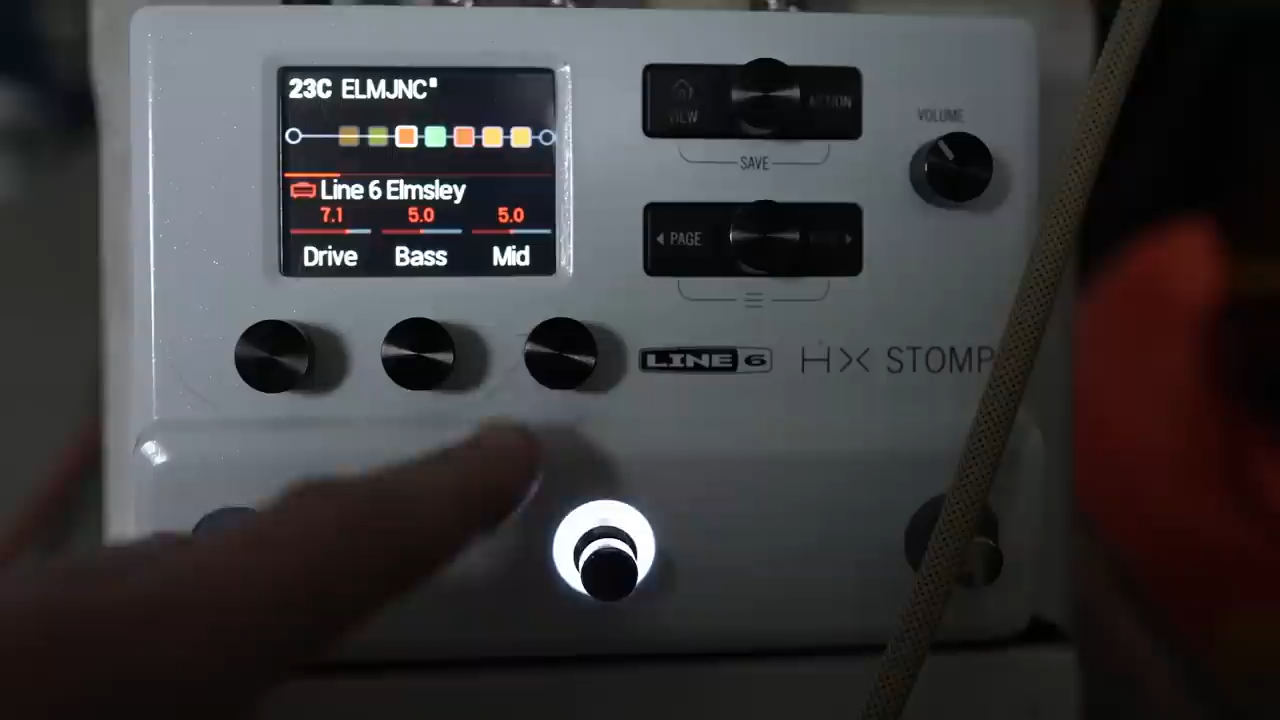 23C ELMJNC
Line 6 Elmsley
7.1 5.0 5.0
Drive Bass Mid
VIEW ACTION
SAVE
VOLUME
PAGE
LINE 6 HX STOMP